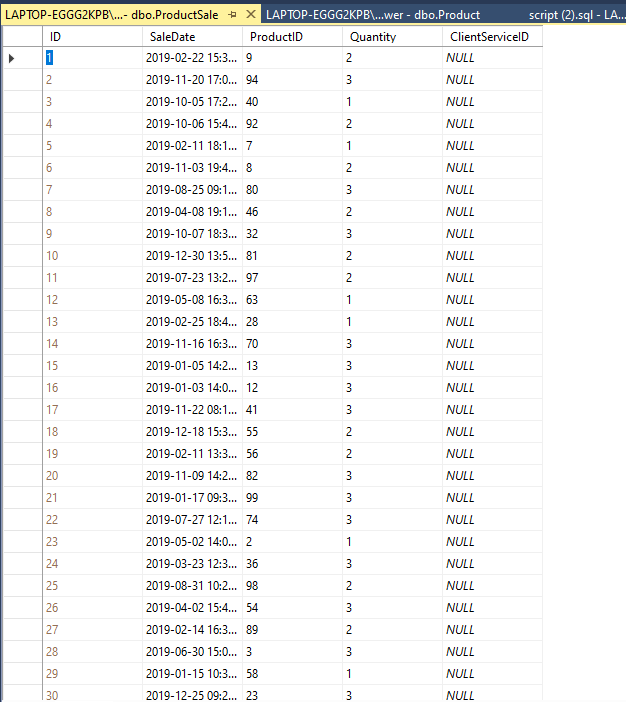 LAPTOP-EGGG2KPB\...- dbo.ProductSale LAPTOP-EGGG2KPB\...wer - dbo.Product script (2).sql - LA...
ID SaleDate ProductID Quantity ClientServiceID
1 2019-02-22 15:3... 9 2 NULL
2 2019-11-20 17:0... 94 3 NULL
3 2019-10-05 17:2... 40 1 NULL
4 2019-10-06 15:4... 92 2 NULL
5 2019-02-11 18:1... 7 1 NULL
6 2019-11-03 19:4... 8 2 NULL
7 2019-08-25 09:1... 80 3 NULL
8 2019-04-08 19:1... 46 2 NULL
9 2019-10-07 18:3... 32 3 NULL
10 2019-12-30 13:5... 81 2 NULL
11 2019-07-23 13:2... 97 2 NULL
12 2019-05-08 16:3... 63 1 NULL
13 2019-02-25 18:4... 28 1 NULL
14 2019-11-16 16:3... 70 3 NULL
15 2019-01-05 14:2... 13 3 NULL
16 2019-01-03 14:0... 12 3 NULL
17 2019-11-22 08:1... 41 3 NULL
18 2019-12-18 15:3... 55 2 NULL
19 2019-02-11 13:3... 56 2 NULL
20 2019-11-09 14:2... 82 3 NULL
21 2019-01-17 09:3... 99 3 NULL
22 2019-07-27 12:1... 74 3 NULL
23 2019-05-02 14:0... 2 1 NULL
24 2019-03-23 12:3... 36 3 NULL
25 2019-08-31 10:2... 98 2 NULL
26 2019-04-02 15:4... 54 3 NULL
27 2019-02-14 16:3... 89 2 NULL
28 2019-06-30 15:0... 3 3 NULL
29 2019-01-15 10:3... 58 1 NULL
30 2019-12-25 09:2... 23 3 NULL